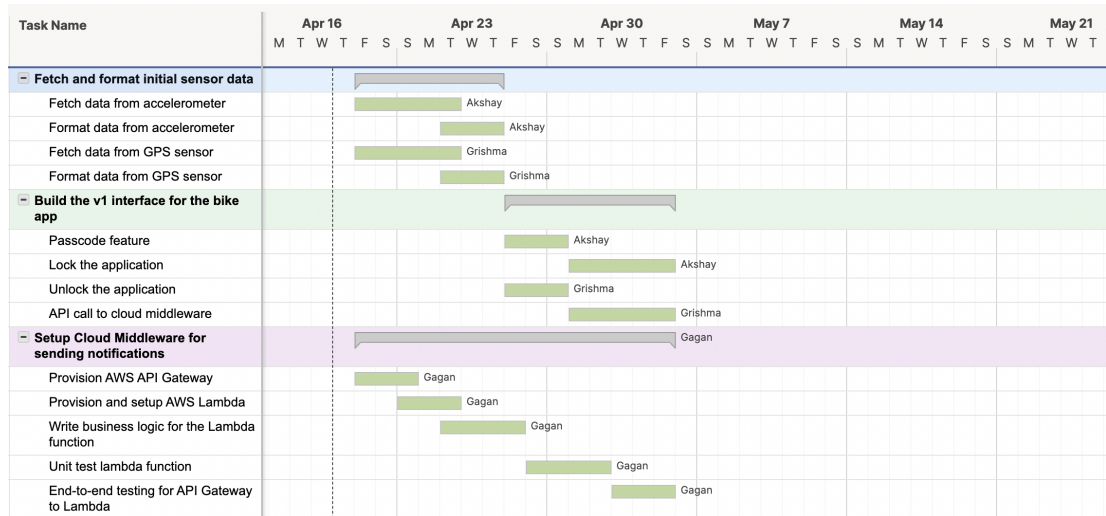 Task Name
Apr 16 Apr 23 Apr 30 May 7 May 14 May 21
M T W T F S S M T W T F S S M T W T F S S M T W T F S S M T W T F S S M T W T
Fetch and format initial sensor data
Fetch data from accelerometer Akshay
Format data from accelerometer Akshay
Fetch data from GPS sensor Grishma
Format data from GPS sensor Grishma
Build the v1 interface for the bike
app
Passcode feature Akshay
Lock the application Akshay
Unlock the application Grishma
API call to cloud middleware Grishma
Setup Cloud Middleware for Gagan
sending notifications
Provision AWS API Gateway Gagan
Provision and setup AWS Lambda Gagan
Write business logic for the Lambda Gagan
function
Unit test lambda function Gagan
End-to-end testing for API Gateway Gagan
to Lambda